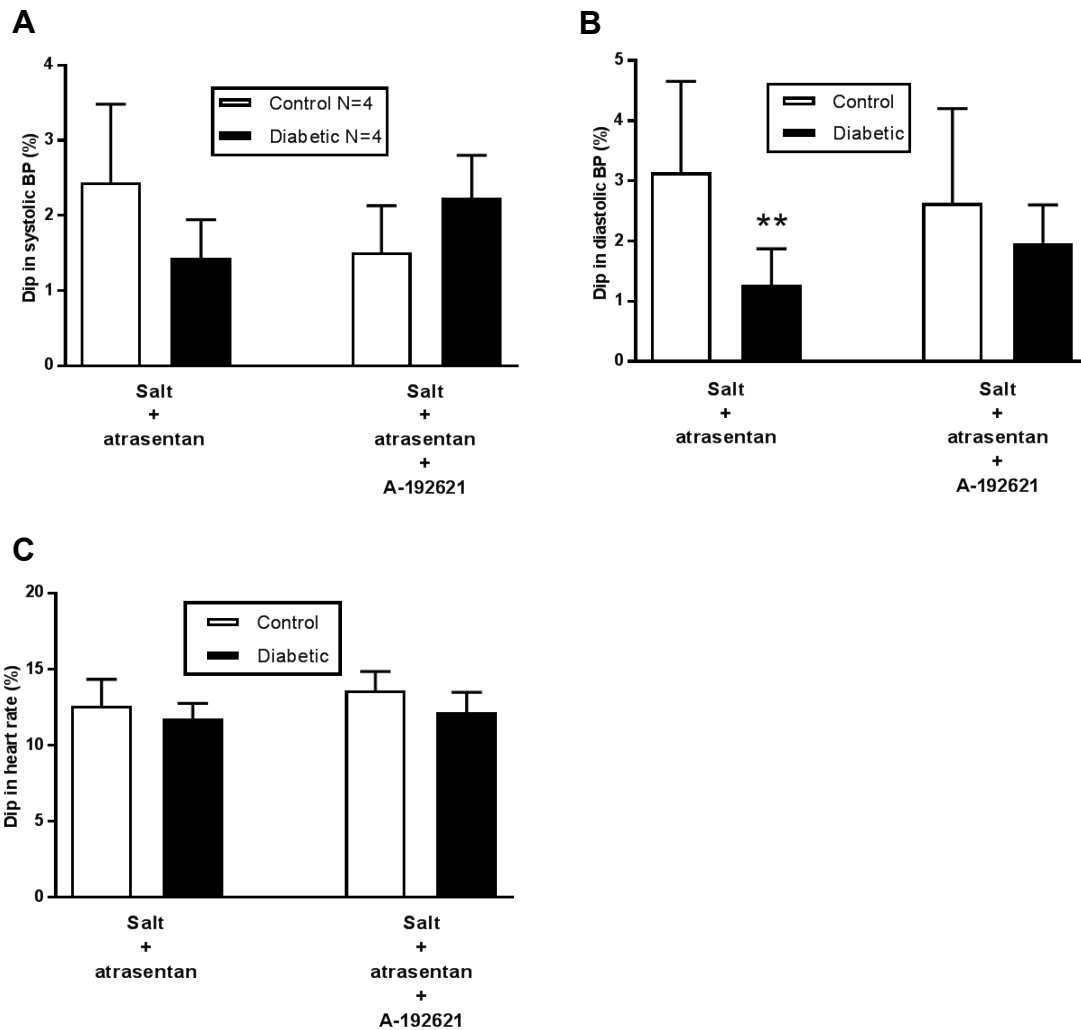 A
Dip in systolic BP (%)
4
3
2
1
0
Control N=4
Diabetic N=4
Salt
+
atrasentan
Salt
+
atrasentan
+
A-192621
B
Dip in diastolic BP (%)
5
4
3
2
1
0
Control
Diabetic
**
Salt
+
atrasentan
Salt
+
atrasentan
+
A-192621
C
Dip in heart rate (%)
20
15
10
5
0
Control
Diabetic
Salt
+
atrasentan
Salt
+
atrasentan
+
A-192621